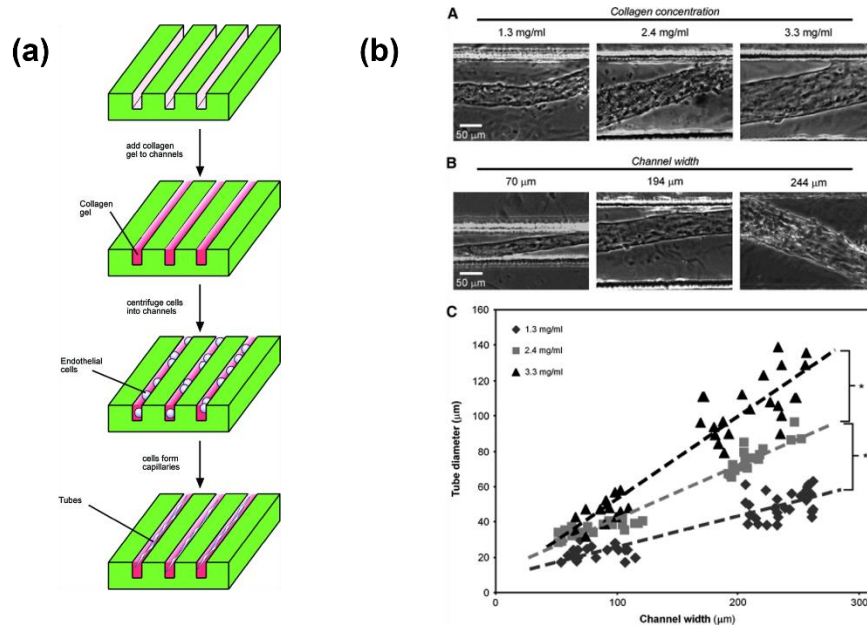 (a)
add collagen
gel to channels
Collagen
gel
centrifuge cells
into channels
Endothelial
cells
cells form
capillaries
Tubes
(b)
A
Collagen concentration
1.3 mg/ml 2.4 mg/ml 3.3 mg/ml
50 μm
B
Channel width
70 μm 194 μm 244 μm
50 μm
C
160
140
120
100
80
60
40
20
0
Tube diameter (μm)
1.3 mg/ml
2.4 mg/ml
3.3 mg/ml
*
*
0 100 200 300
Channel width (μm)